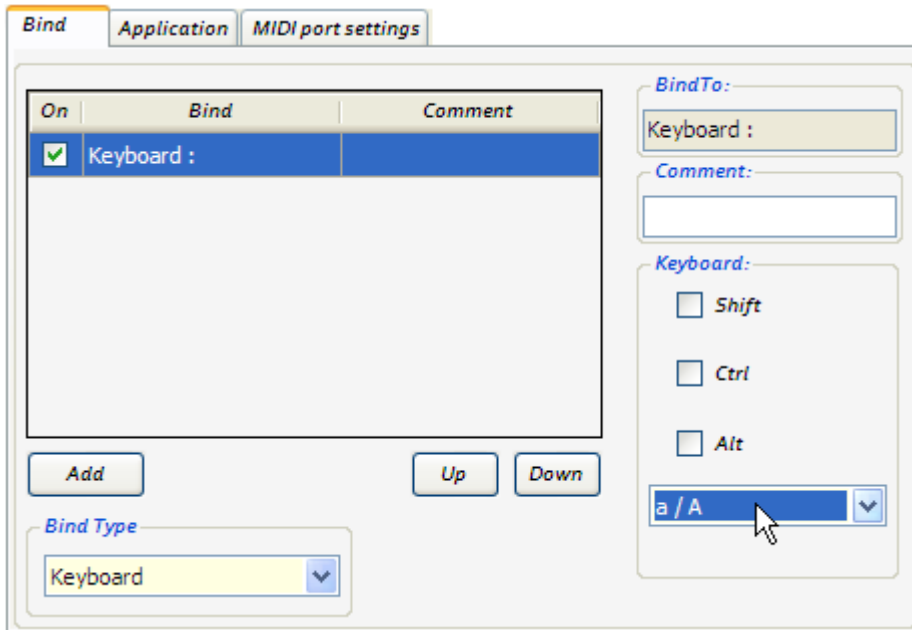 Bind Application MIDI port settings
On Bind Comment
Keyboard :
Add Up Down
Bind Type
Keyboard
BindTo:
Keyboard :
Comment:
Keyboard:
Shift
Ctrl
Alt
a / A